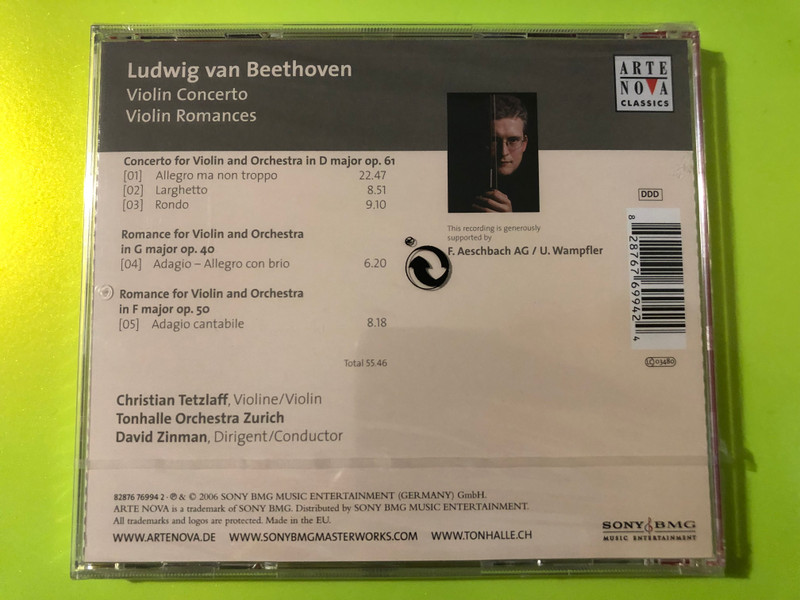 Ludwig van Beethoven
Violin Concerto
Violin Romances
ARTE
NOVA
CLASSICS
Concerto for Violin and Orchestra in D major op. 61
[01] Allegro ma non troppo 22.47
[02] Larghetto 8.51
[03] Rondo 9.10
DDD
This recording is generously
supported by
F. Aeschbach AG / U. Wampfler
Romance for Violin and Orchestra
in G major op. 40
[04] Adagio – Allegro con brio 6.20
Romance for Violin and Orchestra
in F major op. 50
[05] Adagio cantabile 8.18
8 28767 69942 4
LC 03480
Total 55.46
Christian Tetzlaff, Violine/Violin
Tonhalle Orchestra Zurich
David Zinman, Dirigent/Conductor
82876 76994 2 · ℗ & © 2006 SONY BMG MUSIC ENTERTAINMENT (GERMANY) GmbH.
ARTE NOVA is a trademark of SONY BMG. Distributed by SONY BMG MUSIC ENTERTAINMENT.
All trademarks and logos are protected. Made in the EU.
WWW.ARTENOVA.DE WWW.SONYBMGMASTERWORKS.COM WWW.TONHALLE.CH
SONY BMG
MUSIC ENTERTAINMENT